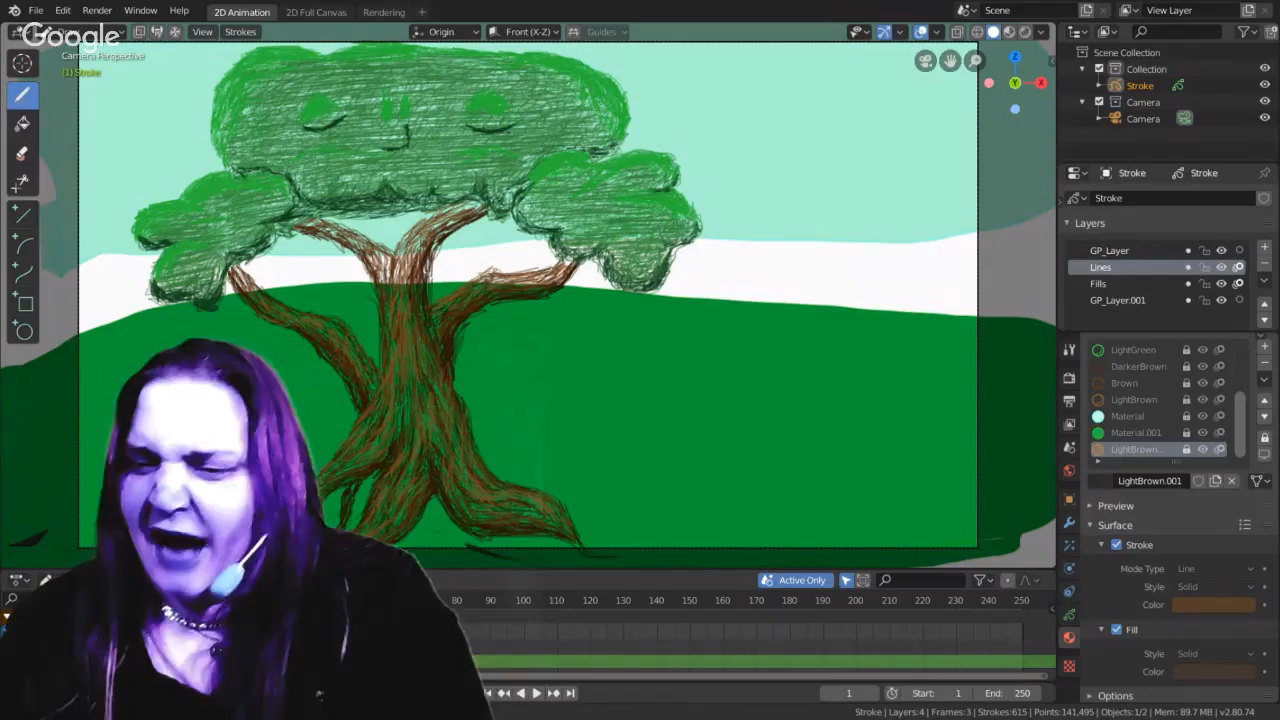 File Edit Render Window Help 2D Animation 2D Full Canvas Rendering + Scene View Layer
Google View Strokes Origin Front (X-Z) Guides
Camera Perspective
(1) Stroke
Z
Y
X
Scene Collection
Collection
Stroke
Camera
Camera
Stroke Stroke
Stroke
Layers
GP_Layer
Lines
Fills
GP_Layer.001
LightGreen
DarkerBrown
Brown
LightBrown
Material
Material.001
LightBrown...
LightBrown.001
Preview
Surface
Stroke
Mode Type Line
Style Solid
Color
Fill
Style Solid
Color
Options
Active Only
80 90 100 110 120 130 140 150 160 170 180 190 200 210 220 230 240 250
1 Start: 1 End: 250
Stroke | Layers:4 | Frames:3 | Strokes:615 | Points:141,495 | Objects:1/2 | Mem: 89.7 MB | v2.80.74